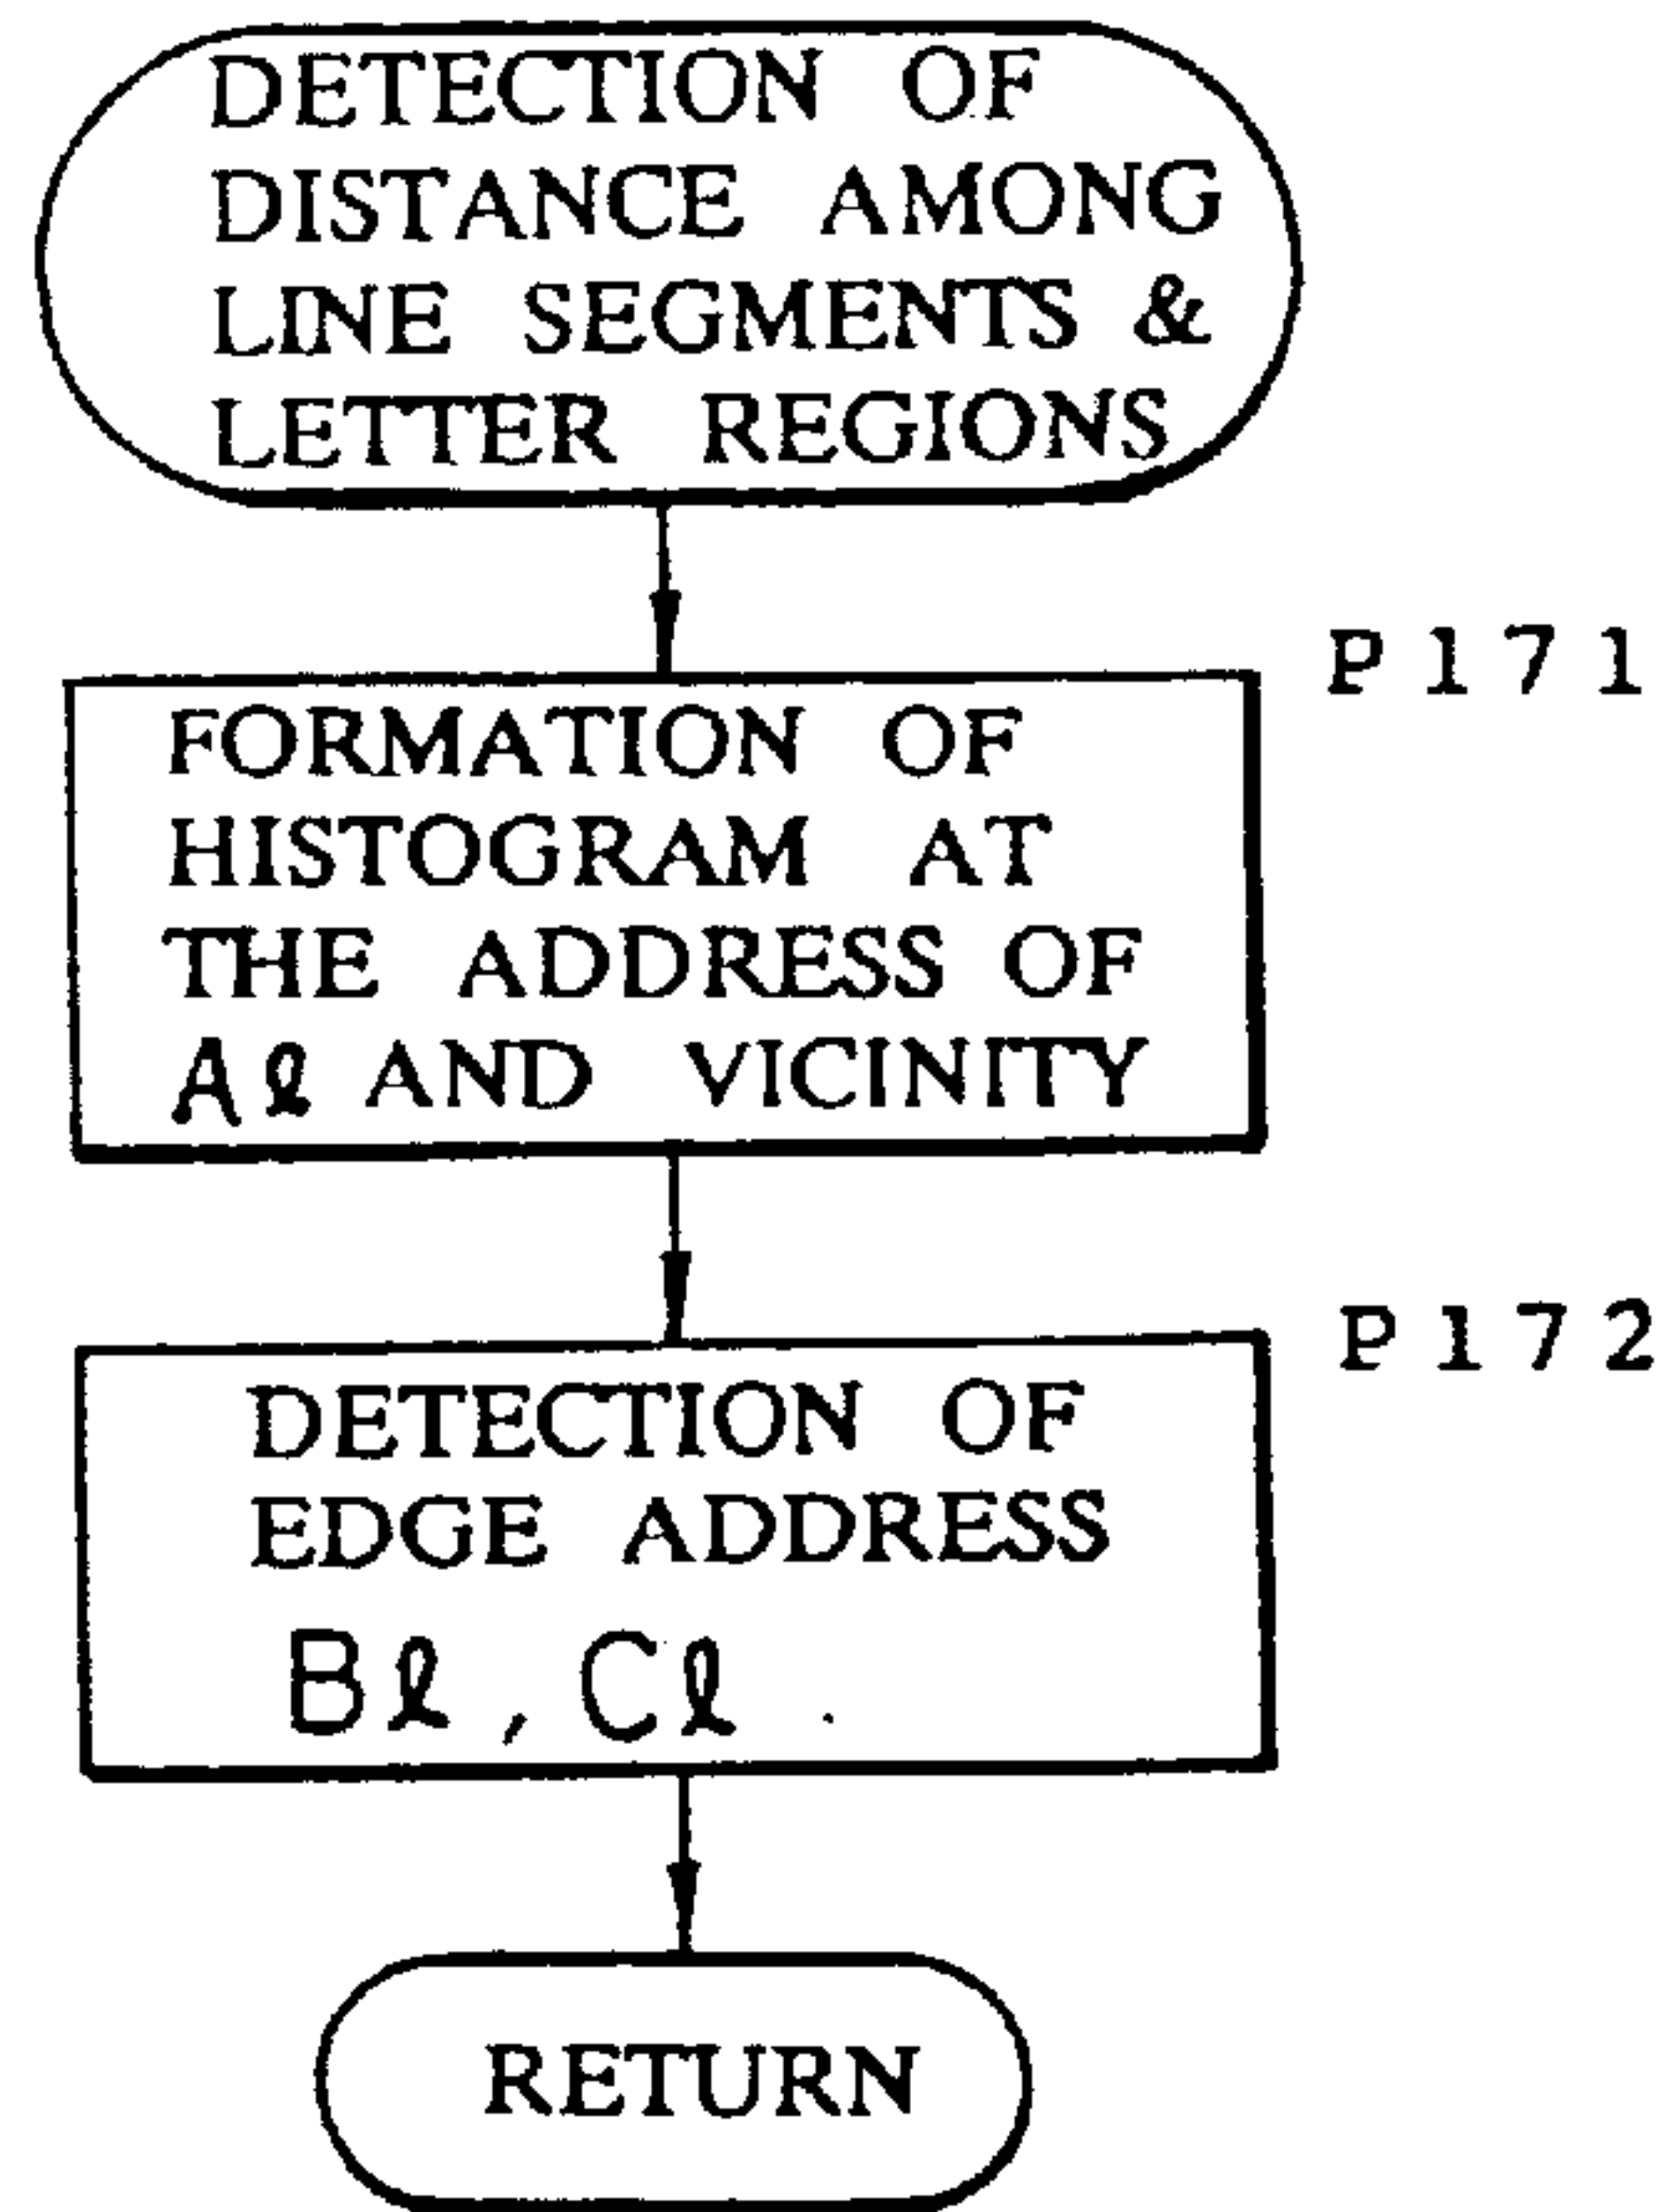 DETECTION OF
DISTANCE AMONG
LINE SEGMENTS &
LETTER REGIONS
P171
FORMATION OF
HISTOGRAM AT
THE ADDRESS OF
Aℓ AND VICINITY
P172
DETECTION OF
EDGE ADDRESS
Bℓ, Cℓ .
RETURN